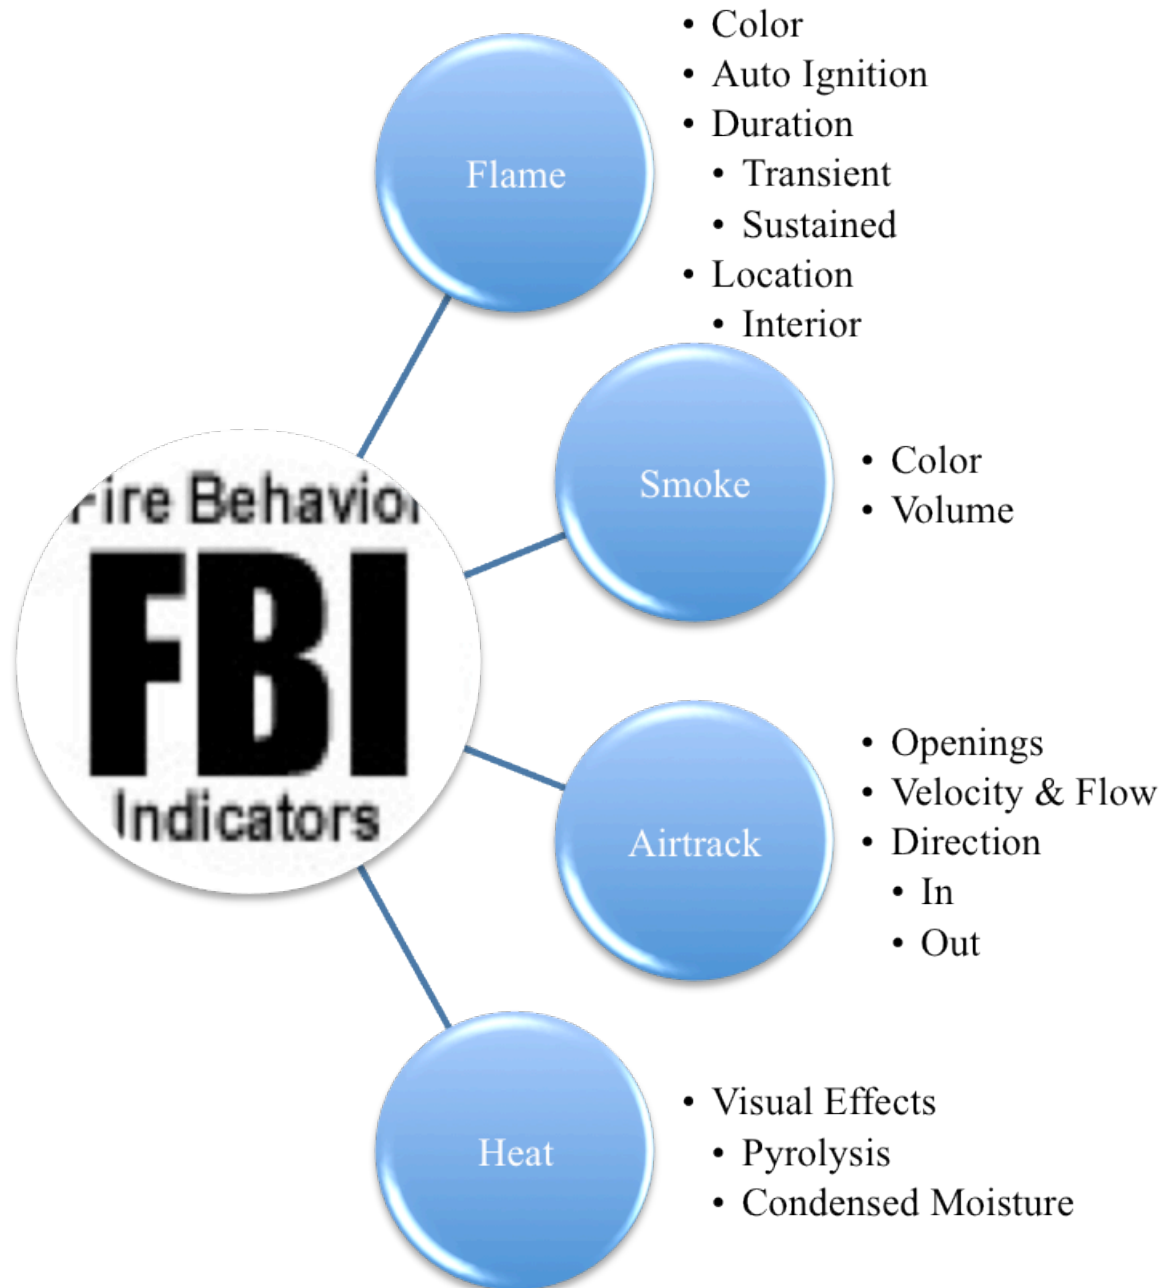 Fire Behavior
FBI
Indicators
Flame
• Color
• Auto Ignition
• Duration
• Transient
• Sustained
• Location
• Interior
Smoke
• Color
• Volume
Airtrack
• Openings
• Velocity & Flow
• Direction
• In
• Out
Heat
• Visual Effects
• Pyrolysis
• Condensed Moisture